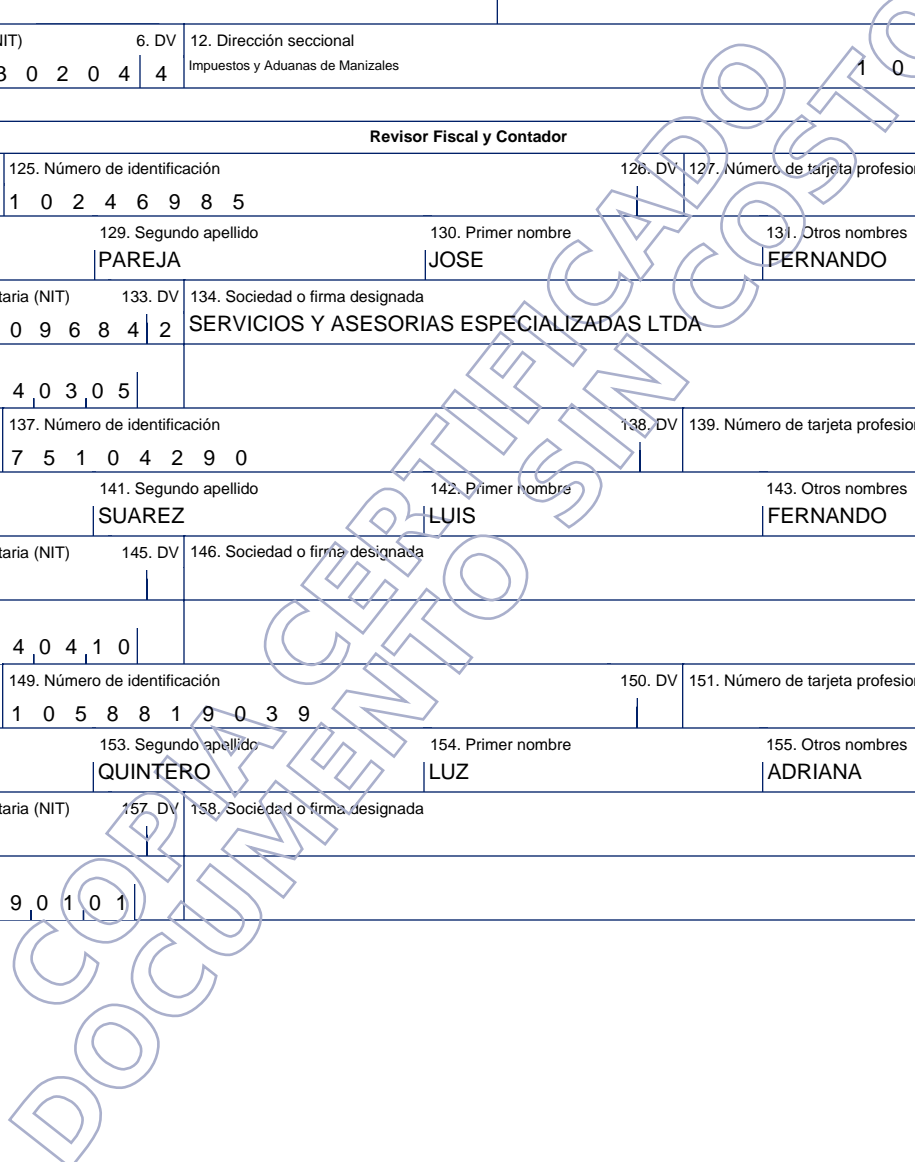 NIT) 6. DV 12. Dirección seccional
3 0 2 0 4 4 Impuestos y Aduanas de Manizales 1 0
Revisor Fiscal y Contador
125. Número de identificación 126. DV 127. Número de tarjeta profesion
1 0 2 4 6 9 8 5
129. Segundo apellido 130. Primer nombre 131. Otros nombres
PAREJA JOSE FERNANDO
taria (NIT) 133. DV 134. Sociedad o firma designada
0 9 6 8 4 2 SERVICIOS Y ASESORIAS ESPECIALIZADAS LTDA
4 0 3 0 5
137. Número de identificación 138. DV 139. Número de tarjeta profesion
7 5 1 0 4 2 9 0
141. Segundo apellido 142. Primer nombre 143. Otros nombres
SUAREZ LUIS FERNANDO
taria (NIT) 145. DV 146. Sociedad o firma designada
4 0 4 1 0
149. Número de identificación 150. DV 151. Número de tarjeta profesion
1 0 5 8 8 1 9 0 3 9
153. Segundo apellido 154. Primer nombre 155. Otros nombres
QUINTERO LUZ ADRIANA
taria (NIT) 157. DV 158. Sociedad o firma designada
9 0 1 0 1
COPIA CERTIFICADO
DOCUMENTO SIN COSTO